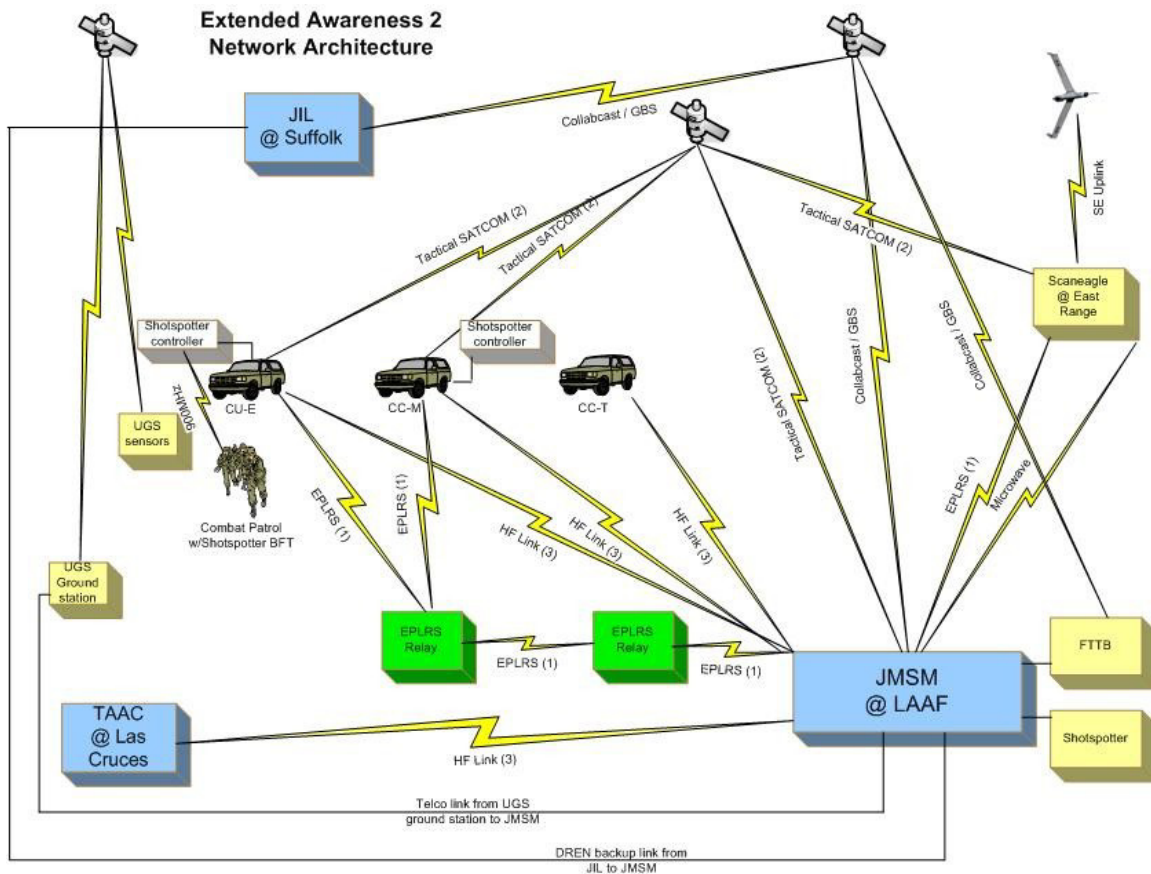 Extended Awareness 2
Network Architecture
JIL
@ Suffolk
Collabcast / GBS
SE Uplink
Tactical SATCOM (2)
Tactical SATCOM (2)
Tactical SATCOM (2)
Scaneagle
@ East
Range
Shotspotter
controller
Shotspotter
controller
Collabcast / GBS
Collabcast / GBS
Tactical SATCOM (2)
900MHz
CU-E
CC-M
CC-T
UGS
sensors
EPLRS (1)
EPLRS (1)
HF Link (3)
HF Link (3)
HF Link (3)
EPLRS (1)
Microwave
Combat Patrol
w/Shotspotter BFT
UGS
Ground
station
EPLRS
Relay
EPLRS
Relay
EPLRS (1)
EPLRS (1)
FTTB
JMSM
@ LAAF
TAAC
@ Las
Cruces
Shotspotter
HF Link (3)
Telco link from UGS
ground station to JMSM
DREN backup link from
JIL to JMSM